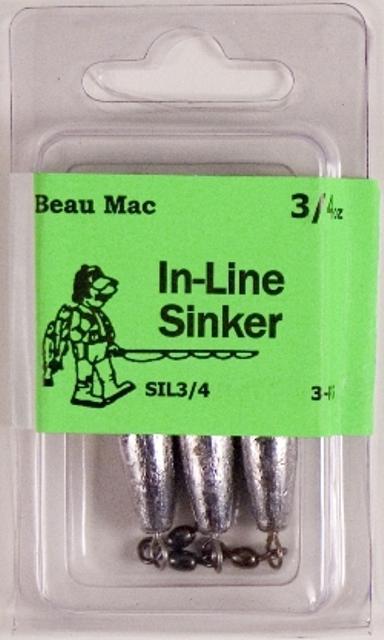 Beau Mac 3/4oz
In-Line
Sinker
SIL3/4